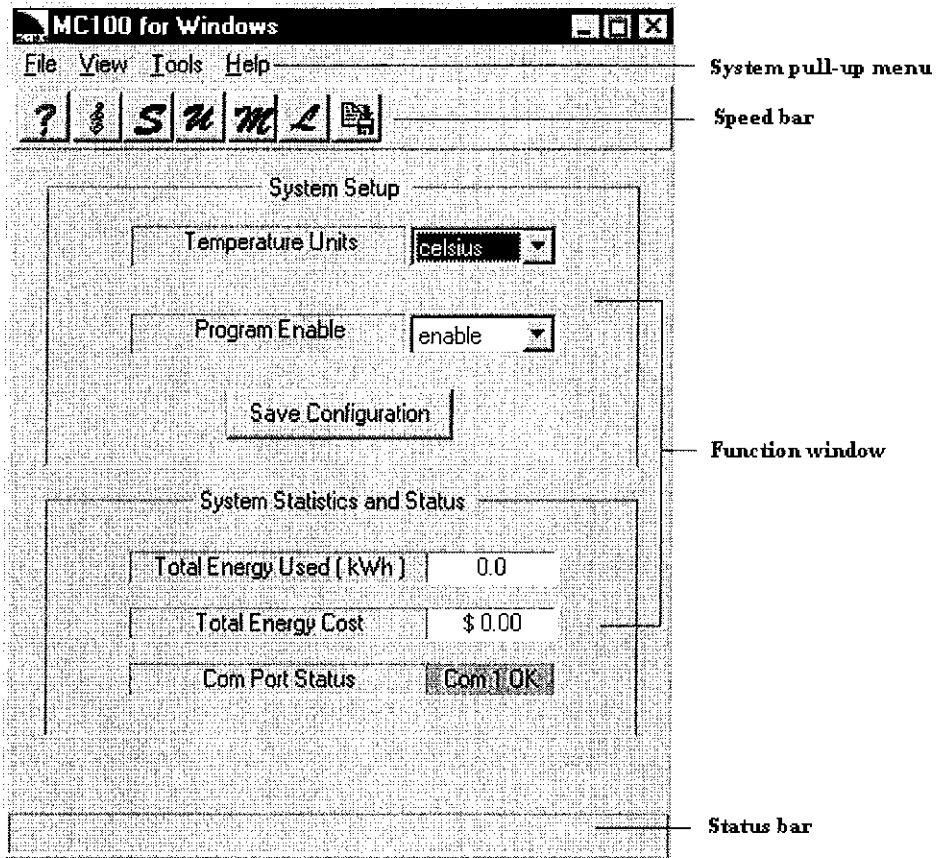 MC100 for Windows
File View Tools Help
System pull-up menu
? S U M L
Speed bar
System Setup
Temperature Units celsius
Program Enable enable
Save Configuration
Function window
System Statistics and Status
Total Energy Used ( kWh ) 0.0
Total Energy Cost $ 0.00
Com Port Status Com 1 OK
Status bar